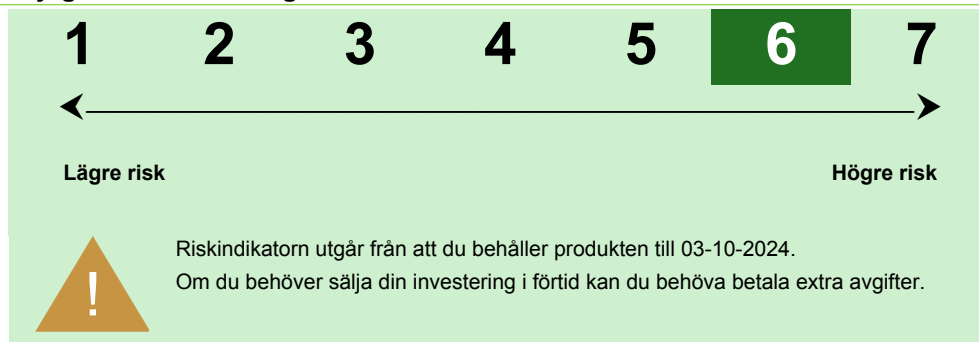 1 2 3 4 5 6 7
Lägre risk Högre risk
Riskindikatorn utgår från att du behåller produkten till 03-10-2024.
! Om du behöver sälja din investering i förtid kan du behöva betala extra avgifter.